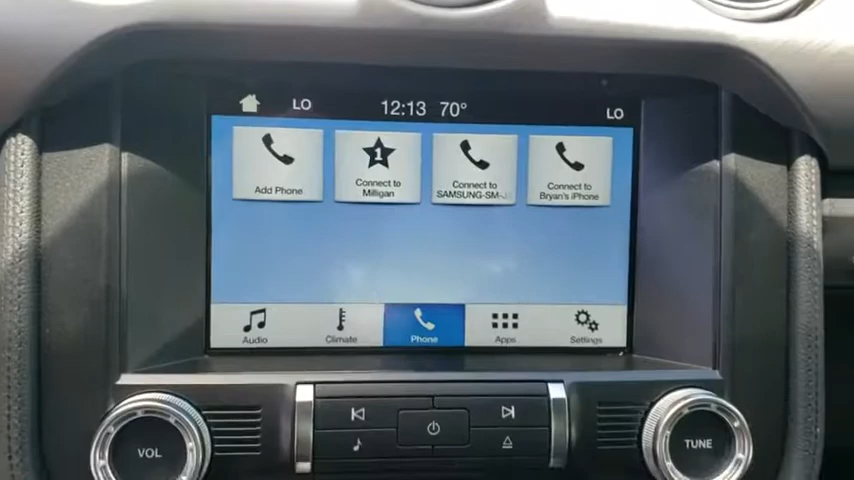 LO 12:13 70° LO
Add Phone
1
Connect to
Milligan
Connect to
SAMSUNG-SM-J
Connect to
Bryan's iPhone
Audio Climate Phone Apps Settings
VOL
TUNE